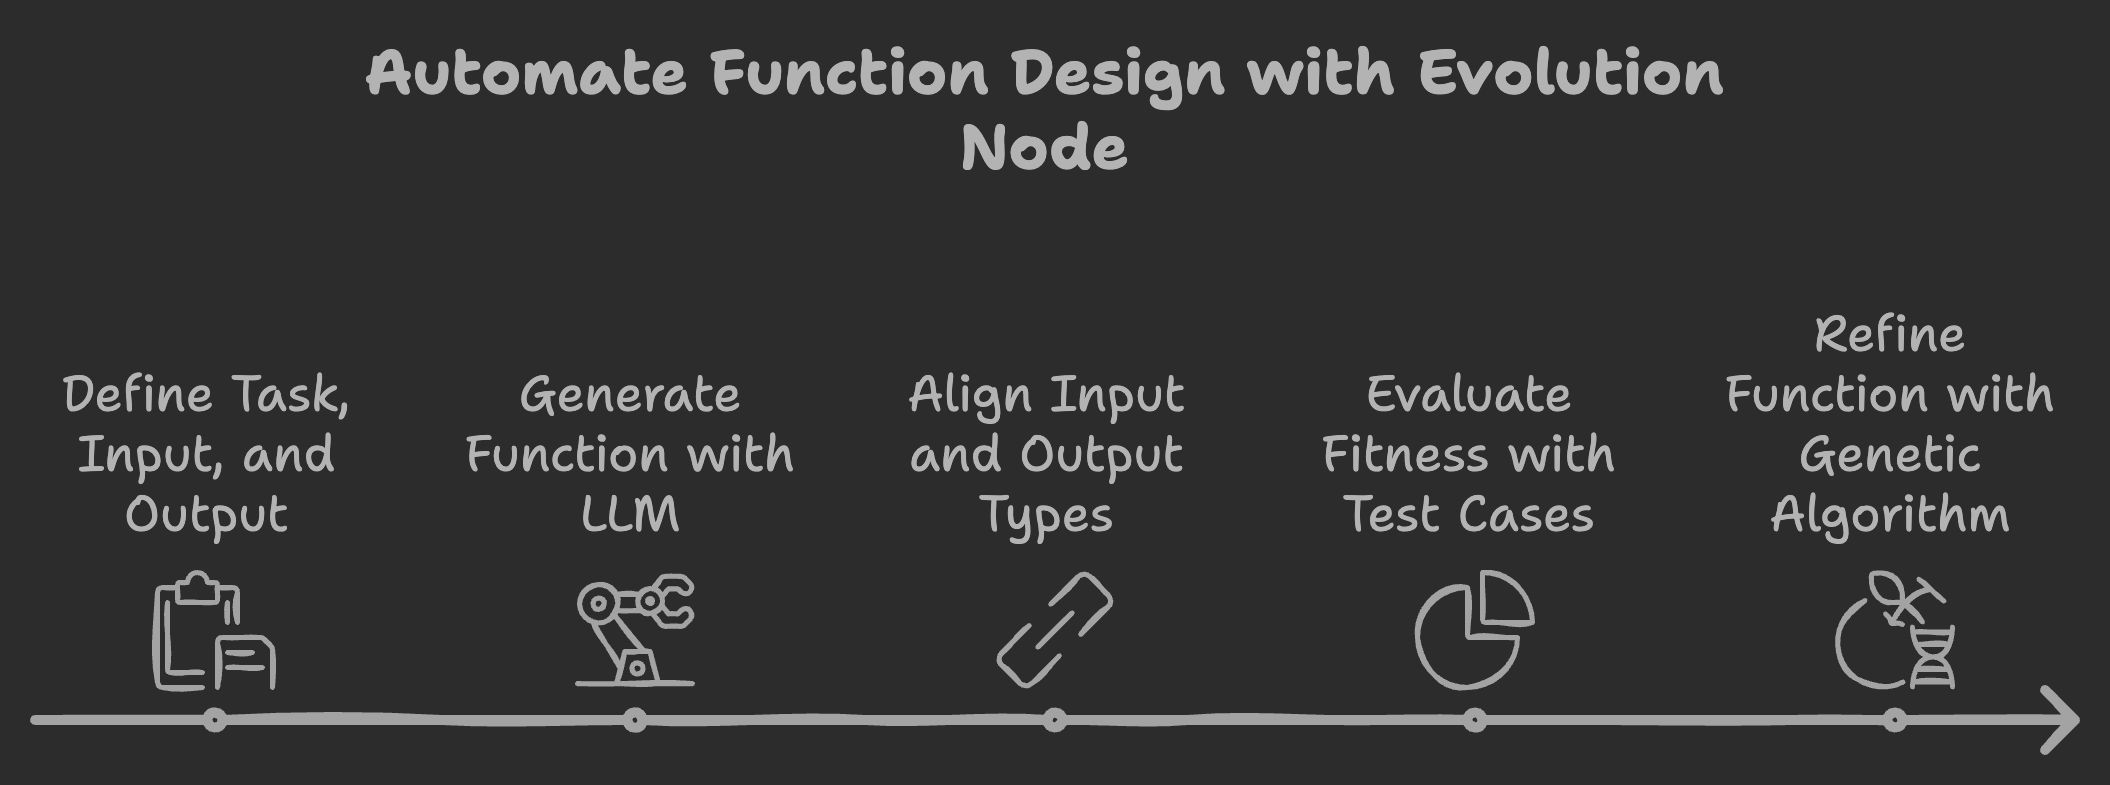 Automate Function Design with Evolution
Node
Define Task,
Input, and
Output
Generate
Function with
LLM
Align Input
and Output
Types
Evaluate
Fitness with
Test Cases
Refine
Function with
Genetic
Algorithm